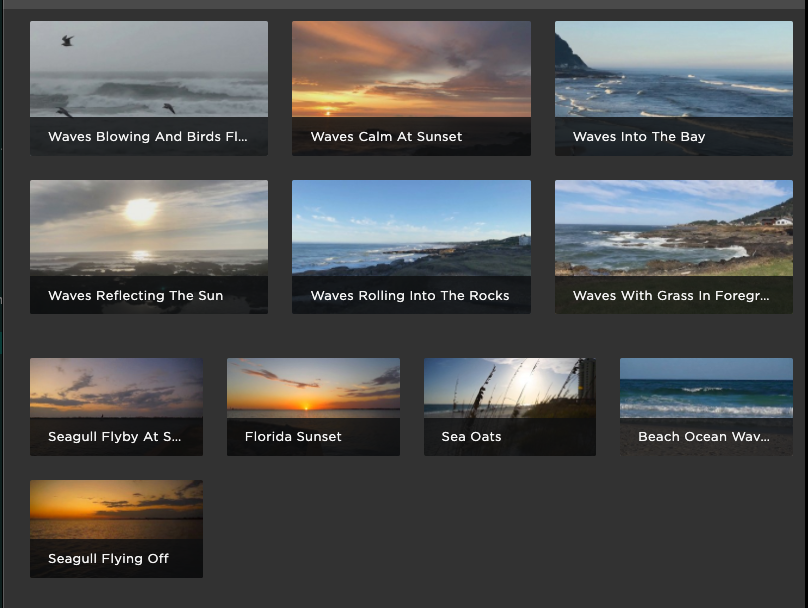 Waves Blowing And Birds Fl...
Waves Calm At Sunset
Waves Into The Bay
Waves Reflecting The Sun
Waves Rolling Into The Rocks
Waves With Grass In Foregr...
Seagull Flyby At S...
Florida Sunset
Sea Oats
Beach Ocean Wav...
Seagull Flying Off